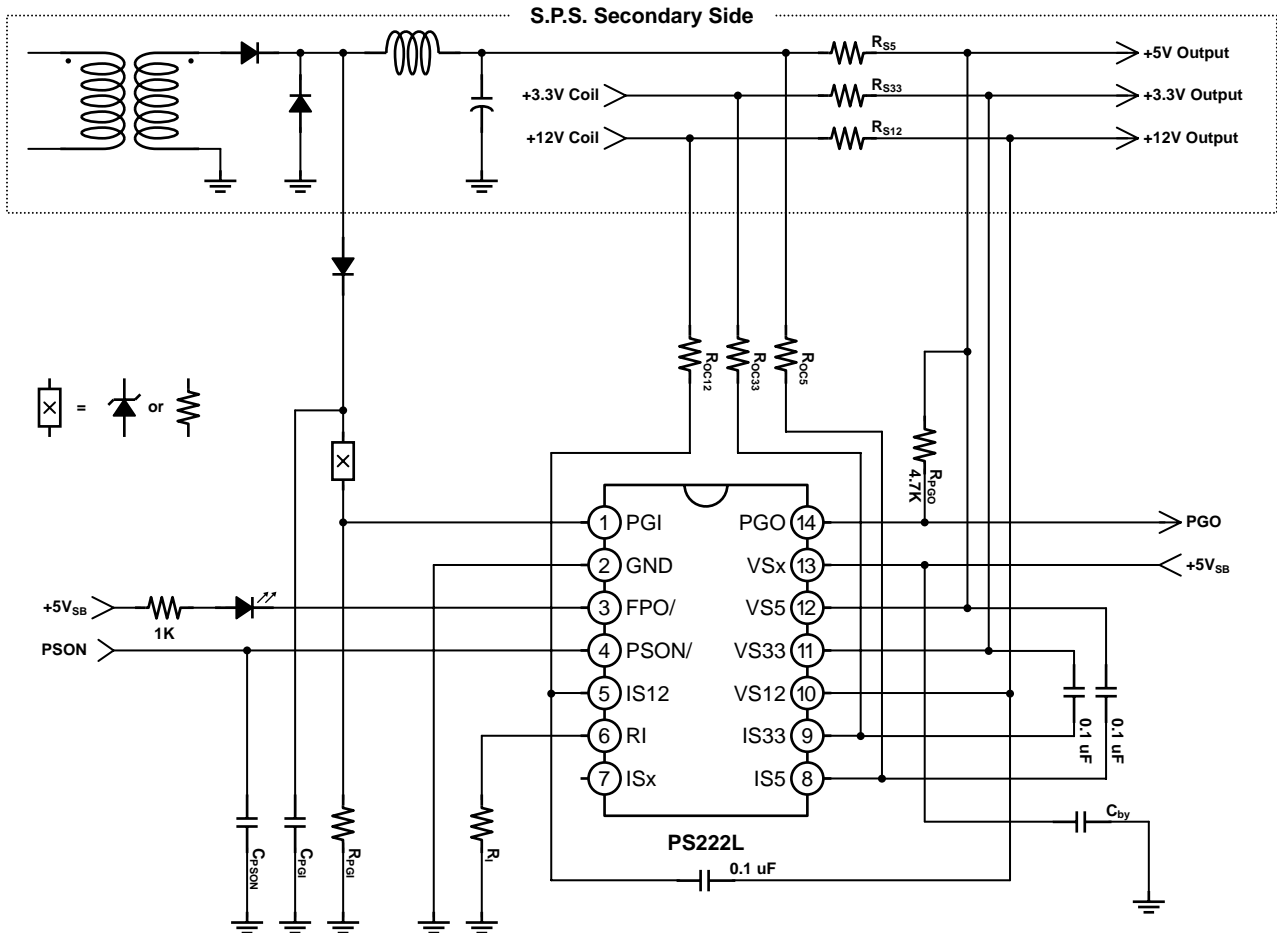 S.P.S. Secondary Side
RS5
+5V Output
+3.3V Coil
RS33
+3.3V Output
+12V Coil
RS12
+12V Output
ROC12
ROC33
ROC5
= or
RPGO
4.7K
1 PGI
PGO 14
PGO
2 GND
VSx 13
+5VSB
+5VSB
1K
3 FPO/
VS5 12
PSON
4 PSON/
VS33 11
5 IS12
VS12 10
6 RI
IS33 9
7 ISx
IS5 8
0.1 uF
0.1 uF
CPSON
CPGI
RPGI
RI
PS222L
Cby
0.1 uF